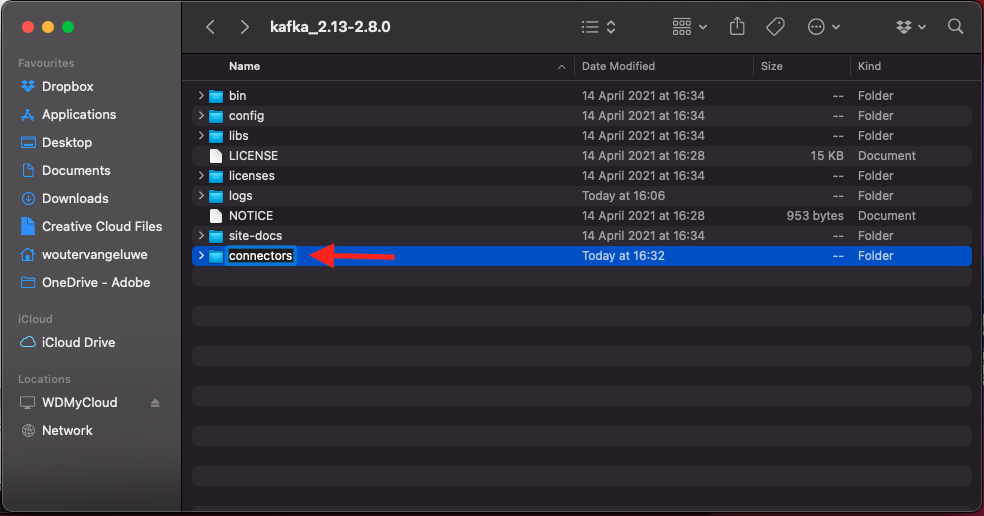 kafka_2.13-2.8.0
Favourites
Dropbox
Applications
Desktop
Documents
Downloads
Creative Cloud Files
woutervangeluwe
OneDrive - Adobe
iCloud
iCloud Drive
Locations
WDMyCloud
Network
Name Date Modified Size Kind
bin 14 April 2021 at 16:34 -- Folder
config 14 April 2021 at 16:34 -- Folder
libs 14 April 2021 at 16:34 -- Folder
LICENSE 14 April 2021 at 16:28 15 KB Document
licenses 14 April 2021 at 16:34 -- Folder
logs Today at 16:06 -- Folder
NOTICE 14 April 2021 at 16:28 953 bytes Document
site-docs 14 April 2021 at 16:34 -- Folder
connectors Today at 16:32 -- Folder